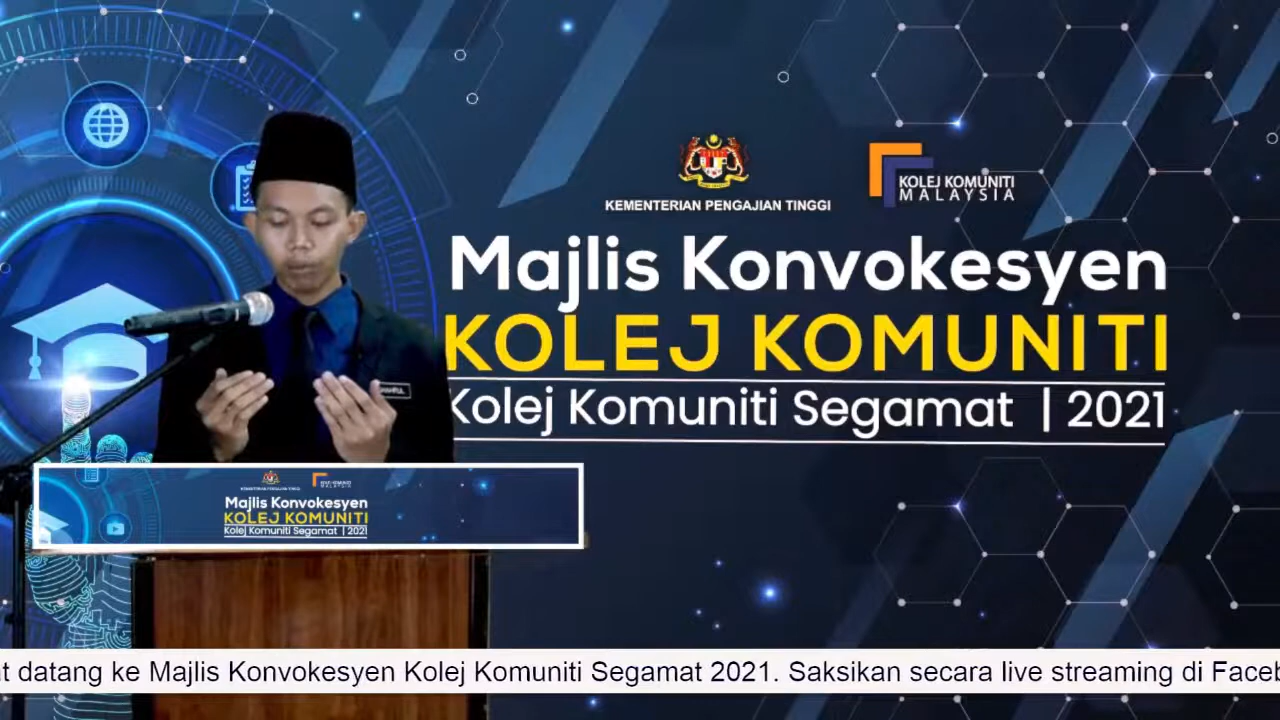 KEMENTERIAN PENGAJIAN TINGGI
KOLEJ KOMUNITI
MALAYSIA
Majlis Konvokesyen
KOLEJ KOMUNITI
Kolej Komuniti Segamat | 2021
Majlis Konvokesyen
KOLEJ KOMUNITI
Kolej Komuniti Segamat | 2021
at datang ke Majlis Konvokesyen Kolej Komuniti Segamat 2021. Saksikan secara live streaming di Faceb